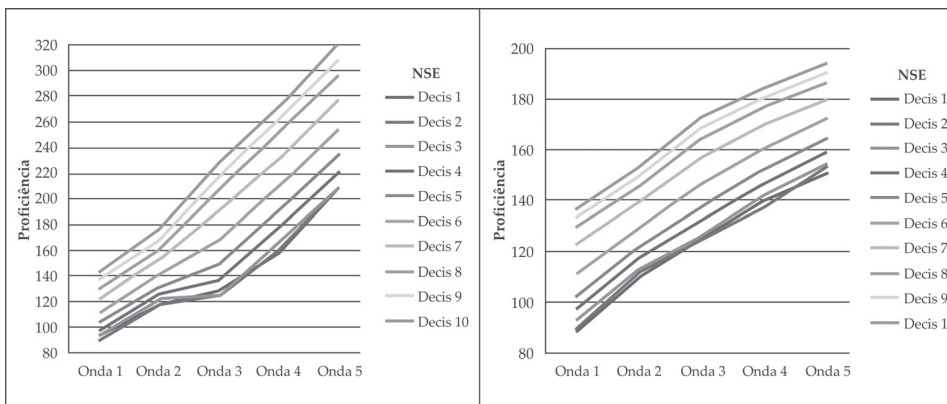 320
300
280
260
240
220
200
180
160
140
120
100
80
Proficiência
Onda 1 Onda 2 Onda 3 Onda 4 Onda 5
NSE
Decis 1
Decis 2
Decis 3
Decis 4
Decis 5
Decis 6
Decis 7
Decis 8
Decis 9
Decis 10
200
180
160
140
120
100
80
Proficiência
Onda 1 Onda 2 Onda 3 Onda 4 Onda 5
NSE
Decis 1
Decis 2
Decis 3
Decis 4
Decis 5
Decis 6
Decis 7
Decis 8
Decis 9
Decis 1